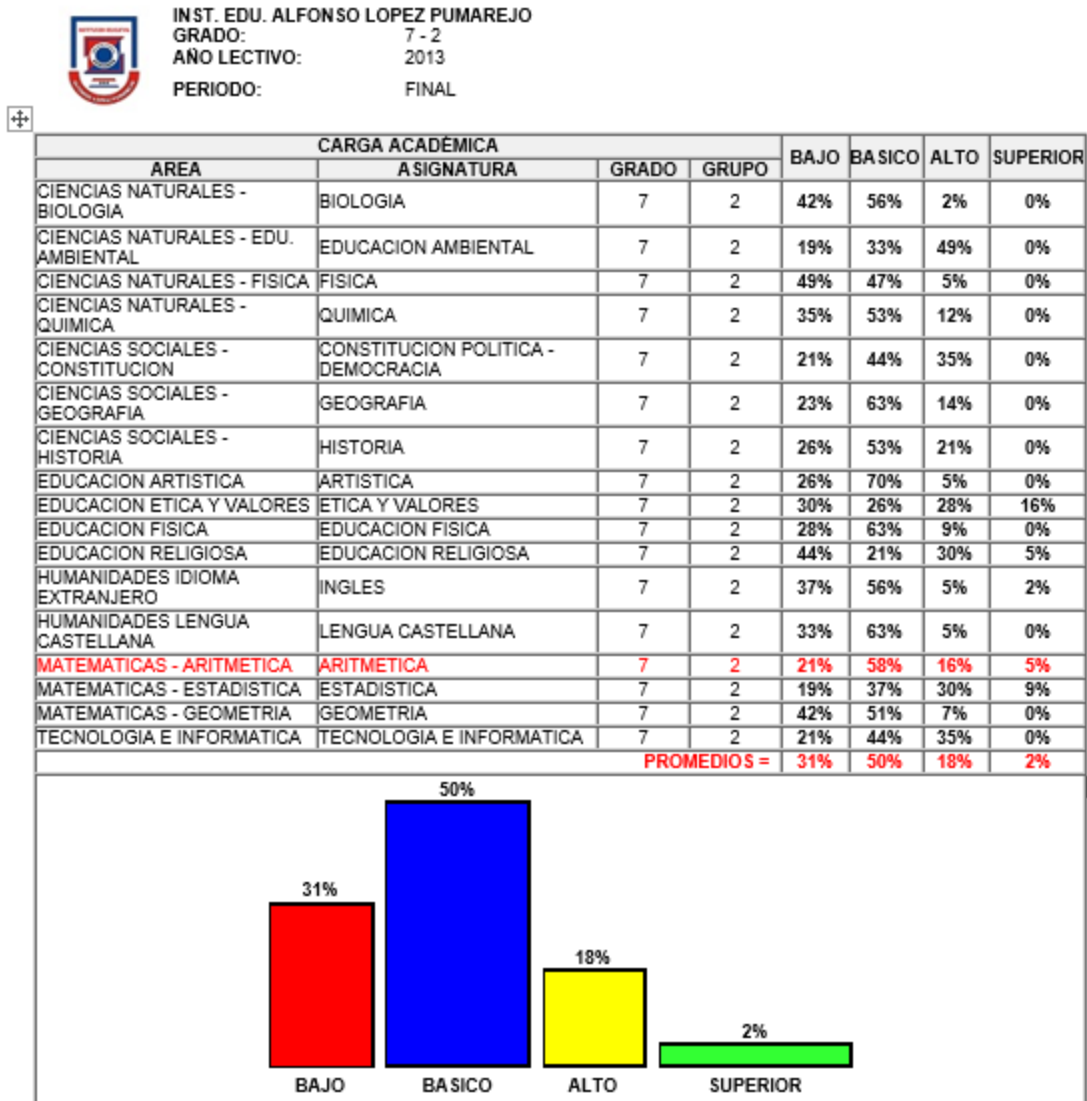 INST. EDU. ALFONSO LOPEZ PUMAREJO
GRADO: 7 - 2
AÑO LECTIVO: 2013
PERIODO: FINAL
CARGA ACADÉMICA BAJO BASICO ALTO SUPERIOR
AREA ASIGNATURA GRADO GRUPO
CIENCIAS NATURALES -
BIOLOGIA BIOLOGIA 7 2 42% 56% 2% 0%
CIENCIAS NATURALES - EDU.
AMBIENTAL EDUCACION AMBIENTAL 7 2 19% 33% 49% 0%
CIENCIAS NATURALES - FISICA FISICA 7 2 49% 47% 5% 0%
CIENCIAS NATURALES -
QUIMICA QUIMICA 7 2 35% 53% 12% 0%
CIENCIAS SOCIALES - CONSTITUCION POLITICA -
CONSTITUCION DEMOCRACIA 7 2 21% 44% 35% 0%
CIENCIAS SOCIALES -
GEOGRAFIA GEOGRAFIA 7 2 23% 63% 14% 0%
CIENCIAS SOCIALES -
HISTORIA HISTORIA 7 2 26% 53% 21% 0%
EDUCACION ARTISTICA ARTISTICA 7 2 26% 70% 5% 0%
EDUCACION ETICA Y VALORES ETICA Y VALORES 7 2 30% 26% 28% 16%
EDUCACION FISICA EDUCACION FISICA 7 2 28% 63% 9% 0%
EDUCACION RELIGIOSA EDUCACION RELIGIOSA 7 2 44% 21% 30% 5%
HUMANIDADES IDIOMA
EXTRANJERO INGLES 7 2 37% 56% 5% 2%
HUMANIDADES LENGUA
CASTELLANA LENGUA CASTELLANA 7 2 33% 63% 5% 0%
MATEMATICAS - ARITMETICA ARITMETICA 7 2 21% 58% 16% 5%
MATEMATICAS - ESTADISTICA ESTADISTICA 7 2 19% 37% 30% 9%
MATEMATICAS - GEOMETRIA GEOMETRIA 7 2 42% 51% 7% 0%
TECNOLOGIA E INFORMATICA TECNOLOGIA E INFORMATICA 7 2 21% 44% 35% 0%
PROMEDIOS = 31% 50% 18% 2%
50%
31%
18%
2%
BAJO BASICO ALTO SUPERIOR